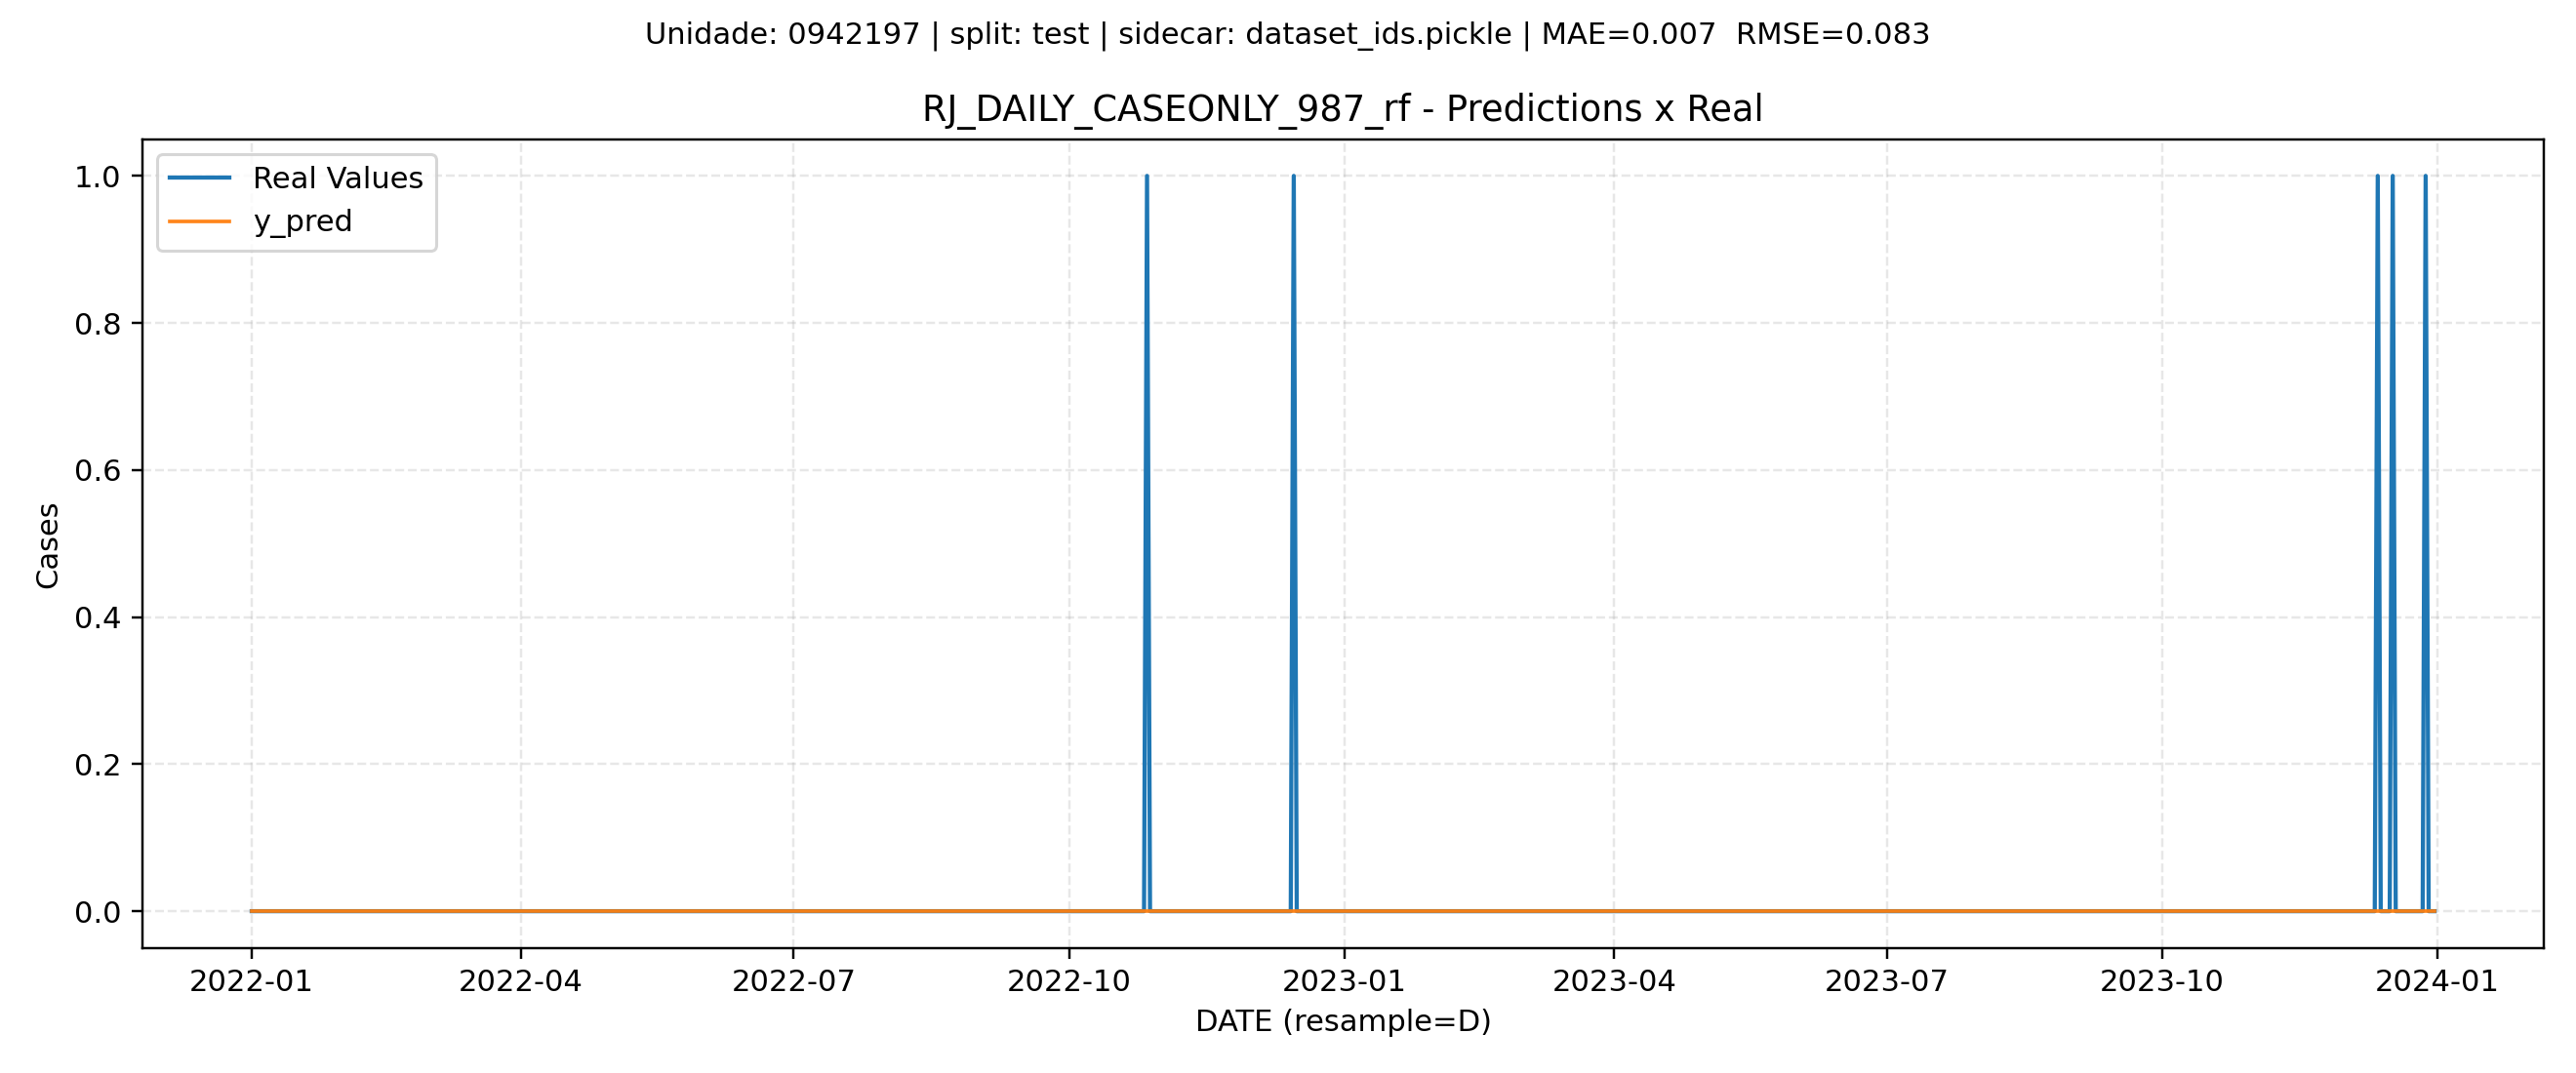 Unidade: 0942197 | split: test | sidecar: dataset_ids.pickle | MAE=0.007  RMSE=0.083
RJ_DAILY_CASEONLY_987_rf - Predictions x Real
Real Values
y_pred
1.0
0.8
0.6
0.4
0.2
0.0
Cases
2022-01 2022-04 2022-07 2022-10 2023-01 2023-04 2023-07 2023-10 2024-01
DATE (resample=D)